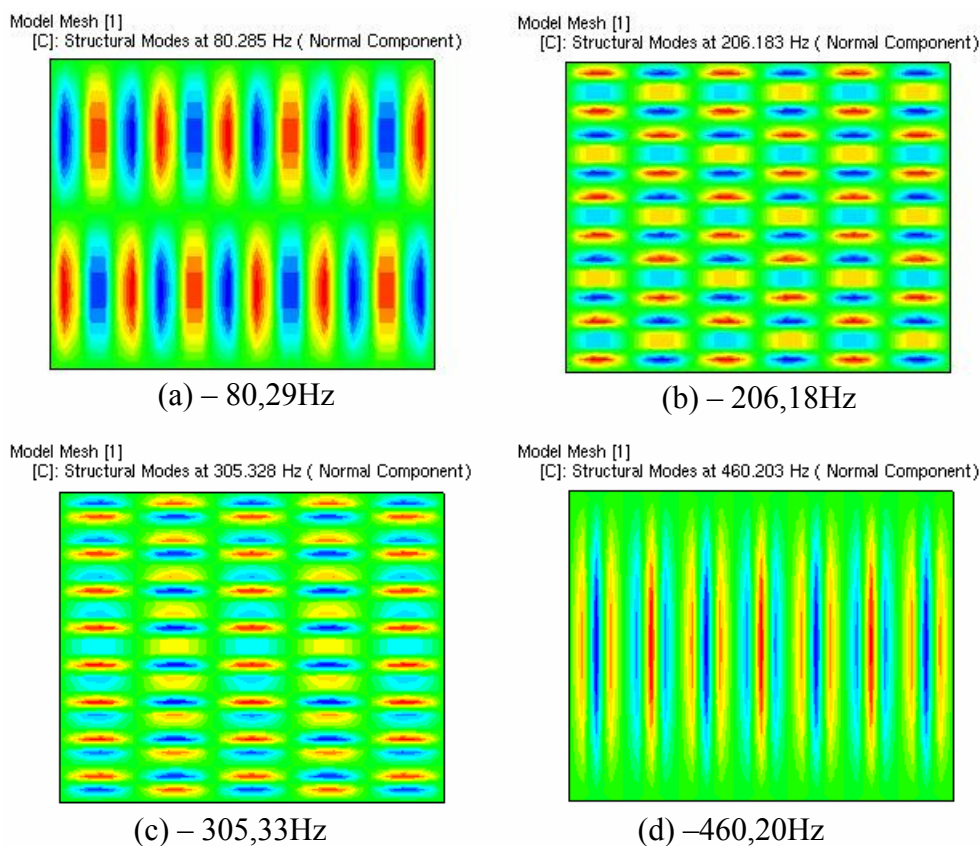 Model Mesh [1]
[C]: Structural Modes at 80.285 Hz ( Normal Component)
(a) – 80,29Hz
Model Mesh [1]
[C]: Structural Modes at 206.183 Hz ( Normal Component)
(b) – 206,18Hz
Model Mesh [1]
[C]: Structural Modes at 305.328 Hz ( Normal Component)
(c) – 305,33Hz
Model Mesh [1]
[C]: Structural Modes at 460.203 Hz ( Normal Component)
(d) –460,20Hz